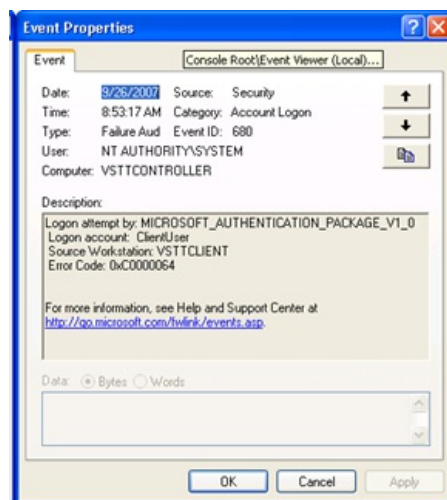 Event Properties
Event
Console Root\Event Viewer (Local)...
Date: 9/26/2007 Source: Security
Time: 8:53:17 AM Category: Account Logon
Type: Failure Aud Event ID: 680
User: NT AUTHORITY\SYSTEM
Computer: VSTTCONTROLLER
Description:
Logon attempt by: MICROSOFT_AUTHENTICATION_PACKAGE_V1_0
Logon account: ClientUser
Source Workstation: VSTTCLIENT
Error Code: 0xC0000064
For more information, see Help and Support Center at
http://go.microsoft.com/fwlink/events.asp.
Data: Bytes Words
OK Cancel Apply